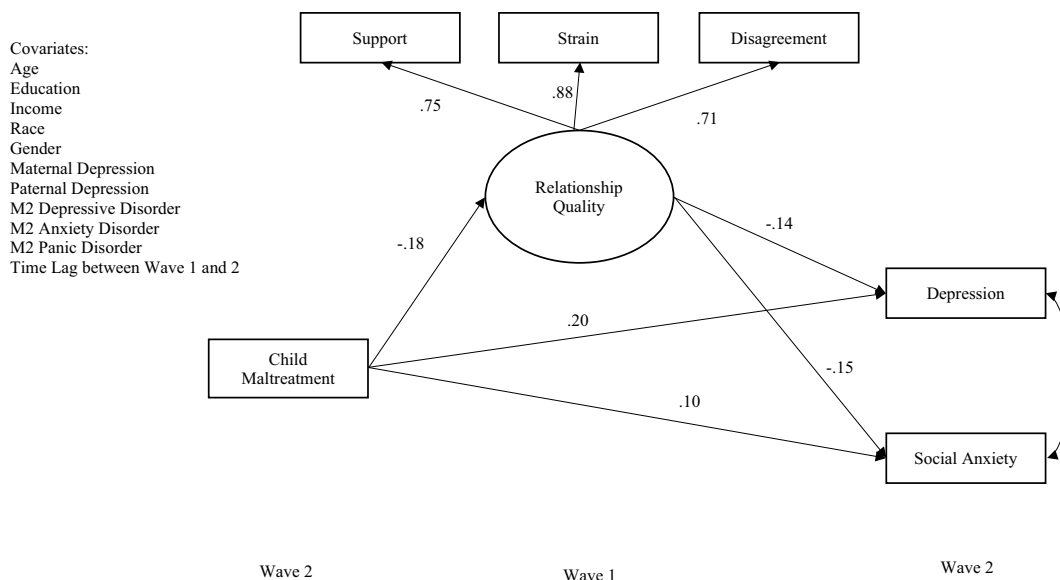 Support
Strain
Disagreement
Covariates:
Age
Education
Income
Race
Gender
Maternal Depression
Paternal Depression
M2 Depressive Disorder
M2 Anxiety Disorder
M2 Panic Disorder
Time Lag between Wave 1 and 2
.75
.88
.71
Relationship
Quality
-.18
-.14
Depression
.20
Child
Maltreatment
-.15
.10
Social Anxiety
Wave 2
Wave 1
Wave 2